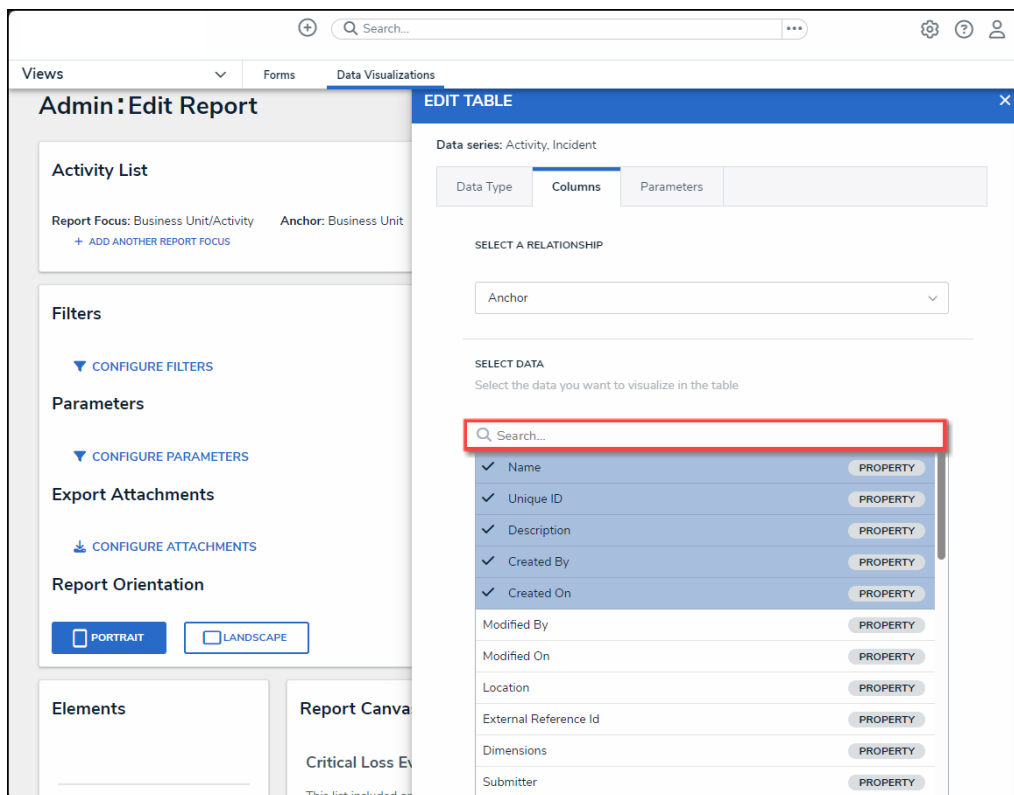 Search...
Views
Forms
Data Visualizations
Admin:Edit Report
Activity List
Report Focus: Business Unit/Activity Anchor: Business Unit
+ ADD ANOTHER REPORT FOCUS
Filters
CONFIGURE FILTERS
Parameters
CONFIGURE PARAMETERS
Export Attachments
CONFIGURE ATTACHMENTS
Report Orientation
PORTRAIT
LANDSCAPE
Elements
Report Canva
Critical Loss Ev
EDIT TABLE
Data series: Activity, Incident
Data Type
Columns
Parameters
SELECT A RELATIONSHIP
Anchor
SELECT DATA
Select the data you want to visualize in the table
Search...
Name PROPERTY
Unique ID PROPERTY
Description PROPERTY
Created By PROPERTY
Created On PROPERTY
Modified By PROPERTY
Modified On PROPERTY
Location PROPERTY
External Reference Id PROPERTY
Dimensions PROPERTY
Submitter PROPERTY